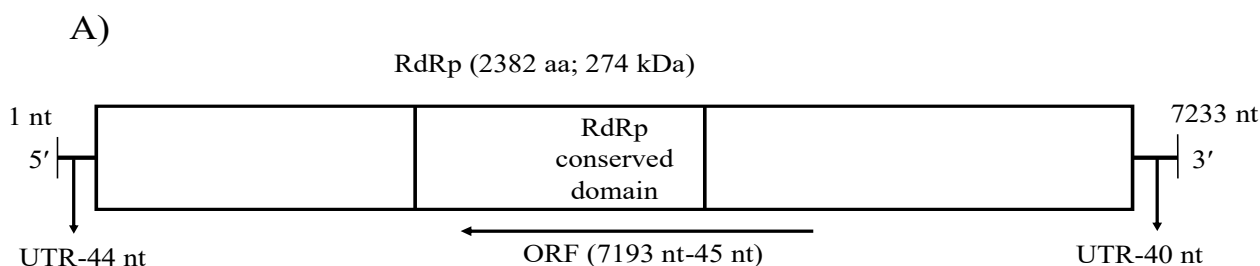 A)
RdRp (2382 aa; 274 kDa)
1 nt
7233 nt
5′
RdRp
conserved
domain
3′
UTR-44 nt
ORF (7193 nt-45 nt)
UTR-40 nt